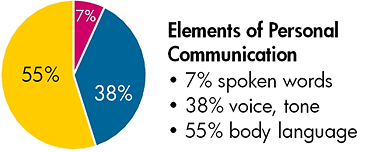 7%
55%
38%
Elements of Personal
Communication
• 7% spoken words
• 38% voice, tone
• 55% body language